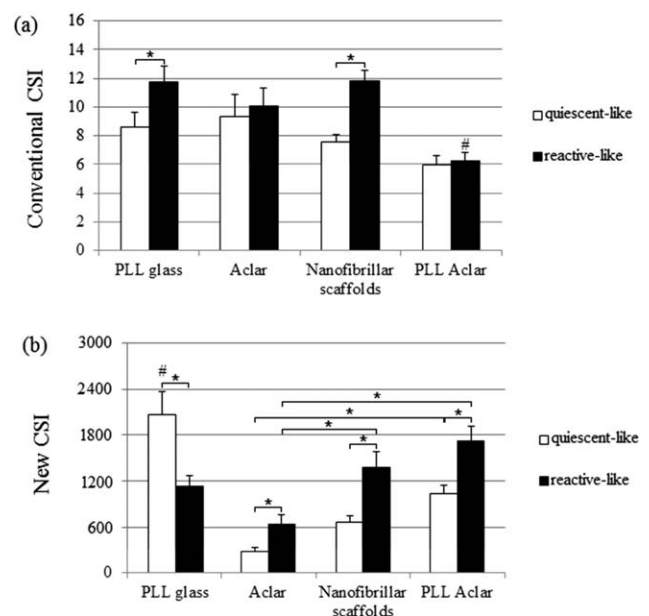 (a)
Conventional CSI
16
14
12
10
8
6
4
2
0
*
*
#
PLL glass
Aclar
Nanofibrillar
scaffolds
PLL Aclar
quiescent-like
reactive-like
(b)
New CSI
3000
2400
1800
1200
600
0
#
*
*
*
*
*
*
*
PLL glass
Aclar
Nanofibrillar
scaffolds
PLL Aclar
quiescent-like
reactive-like